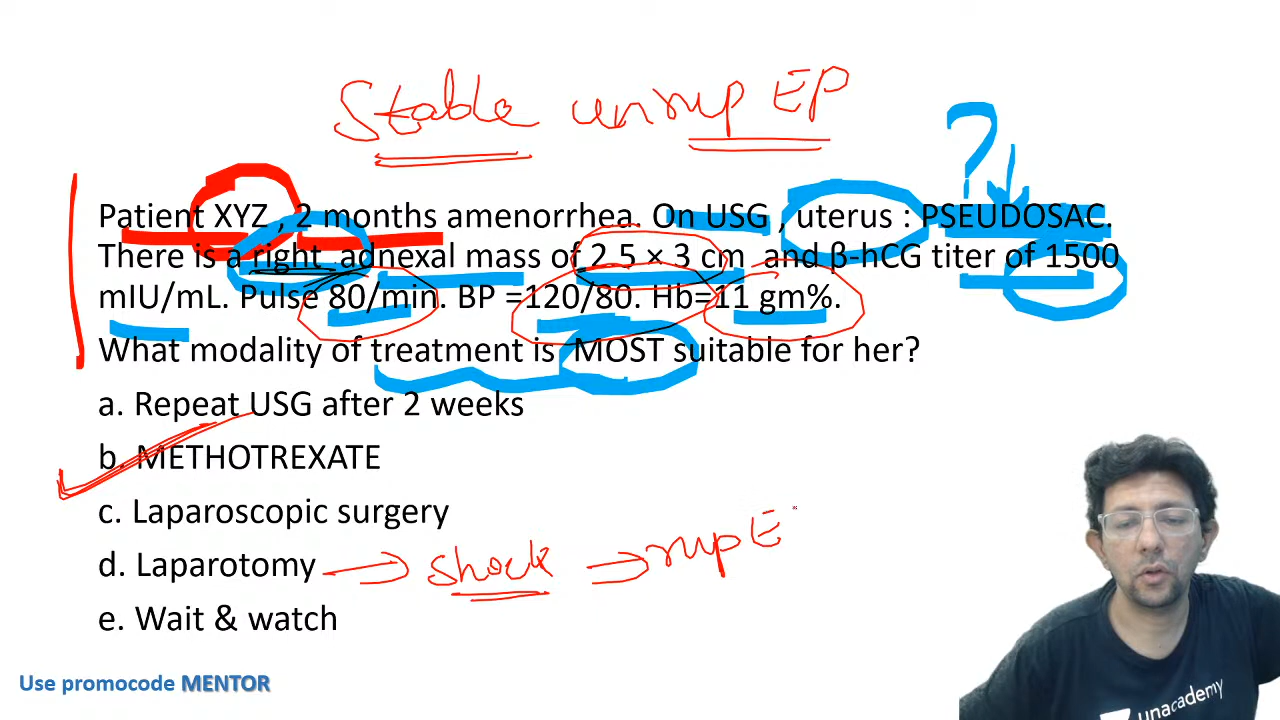 Stable unrup EP
?
Patient XYZ , 2 months amenorrhea. On USG , uterus : PSEUDOSAC.
There is a right adnexal mass of 2.5 × 3 cm and β-hCG titer of 1500
mIU/mL. Pulse 80/min. BP =120/80. Hb=11 gm%.
What modality of treatment is MOST suitable for her?
a. Repeat USG after 2 weeks
b. METHOTREXATE
c. Laparoscopic surgery
d. Laparotomy → shock → rup E
e. Wait & watch
Use promocode MENTOR
unacademy